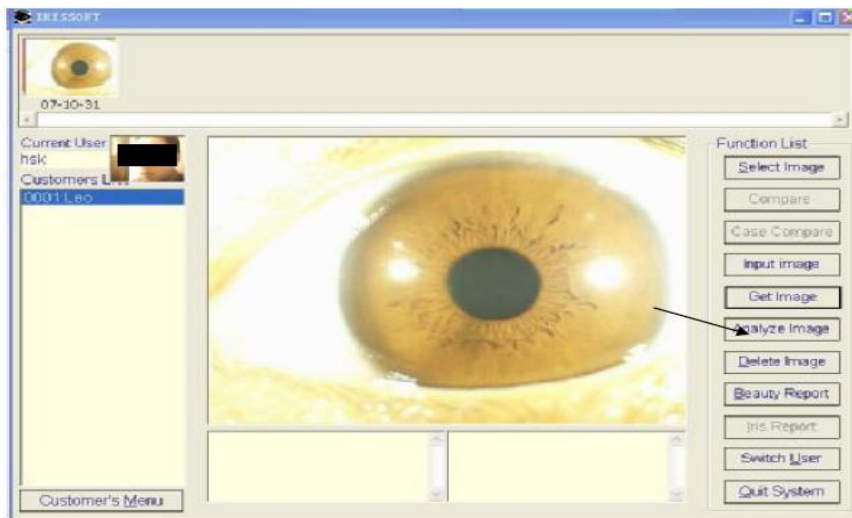 IRISSOFT
07-10-31
Current User
hsk
Customers
0001 Leo
Customer's Menu
Function List
Select Image
Compare
Case Compare
Input image
Get Image
Analyze Image
Delete Image
Beauty Report
Iris Report
Switch User
Quit System